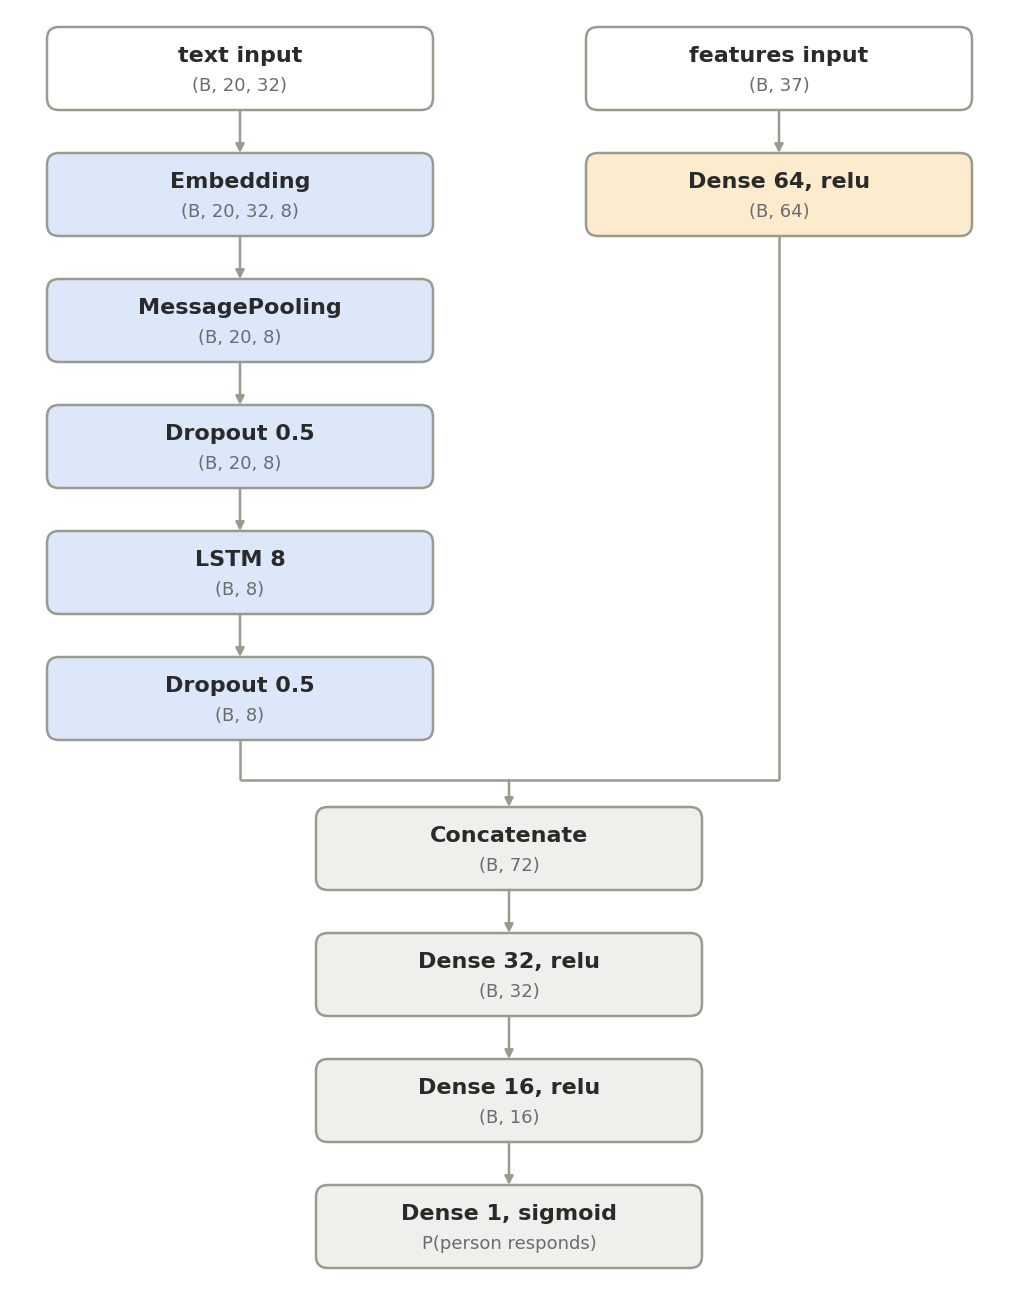 text input
(B, 20, 32)
features input
(B, 37)
Embedding
(B, 20, 32, 8)
Dense 64, relu
(B, 64)
MessagePooling
(B, 20, 8)
Dropout 0.5
(B, 20, 8)
LSTM 8
(B, 8)
Dropout 0.5
(B, 8)
Concatenate
(B, 72)
Dense 32, relu
(B, 32)
Dense 16, relu
(B, 16)
Dense 1, sigmoid
P(person responds)